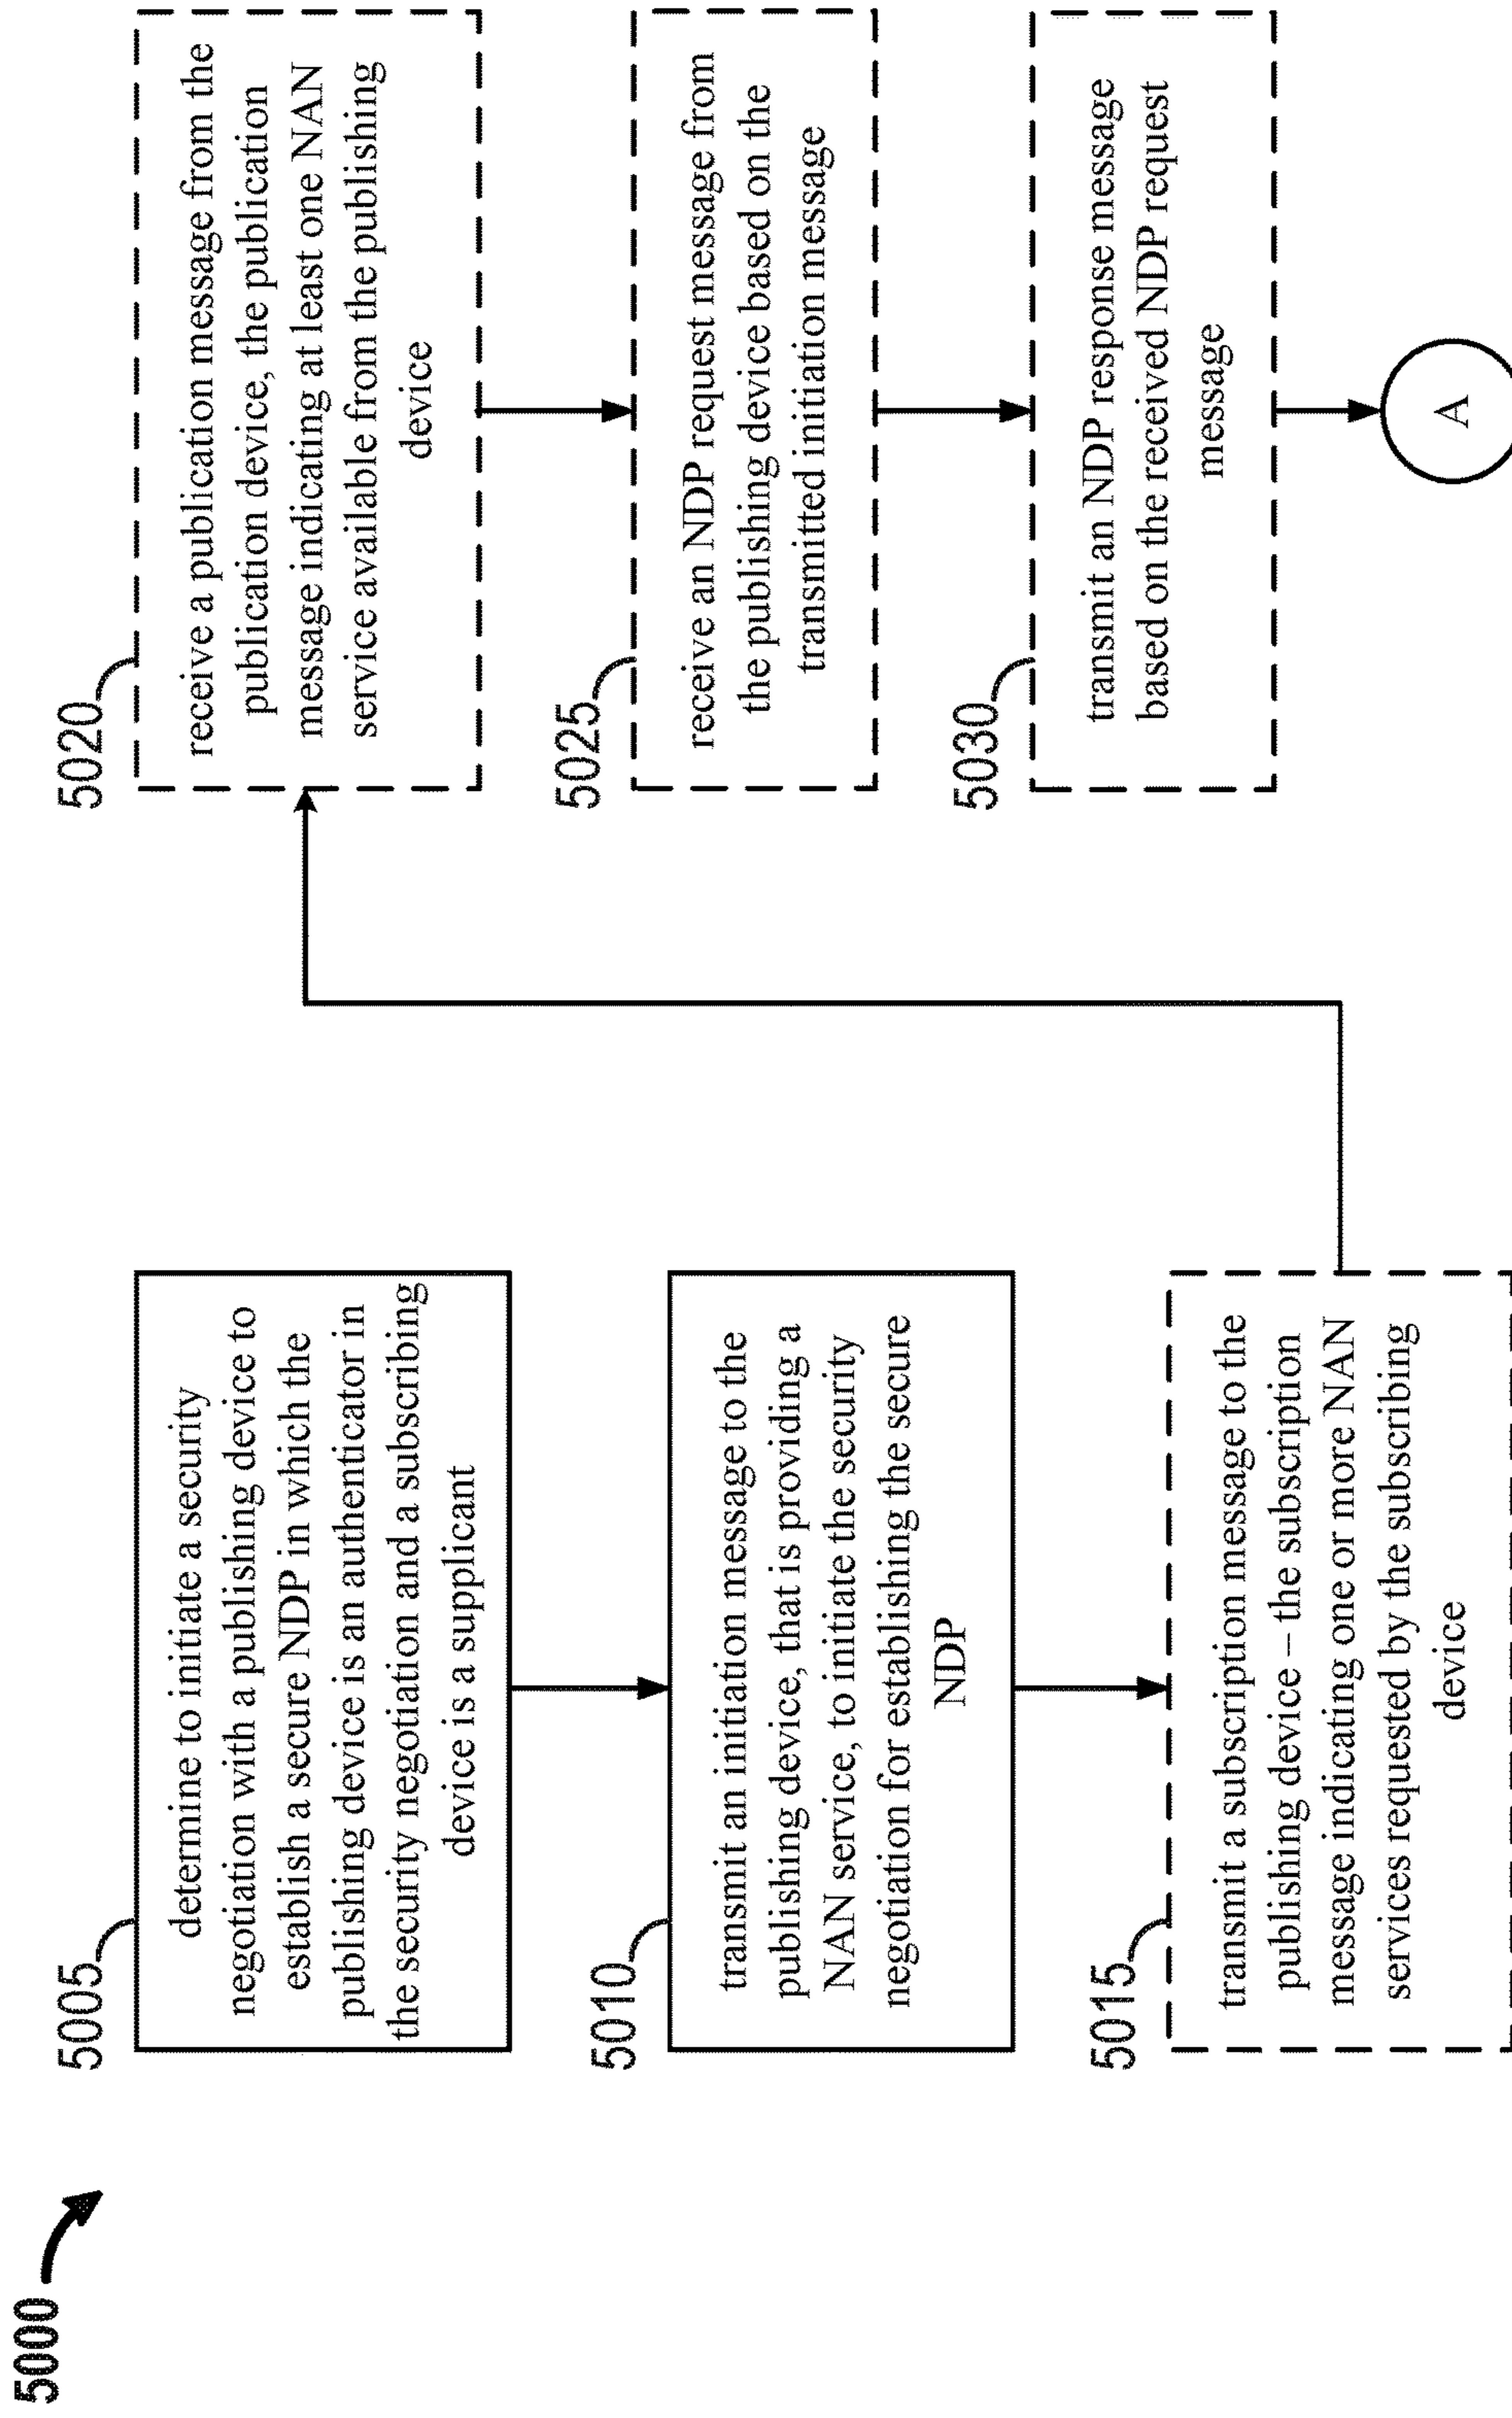 5000
5005
determine to initiate a security
negotiation with a publishing device to
establish a secure NDP in which the
publishing device is an authenticator in
the security negotiation and a subscribing
device is a supplicant
5010
transmit an initiation message to the
publishing device, that is providing a
NAN service, to initiate the security
negotiation for establishing the secure
NDP
5015
transmit a subscription message to the
publishing device – the subscription
message indicating one or more NAN
services requested by the subscribing
device
5020
receive a publication message from the
publication device, the publication
message indicating at least one NAN
service available from the publishing
device
5025
receive an NDP request message from
the publishing device based on the
transmitted initiation message
5030
transmit an NDP response message
based on the received NDP request
message
A